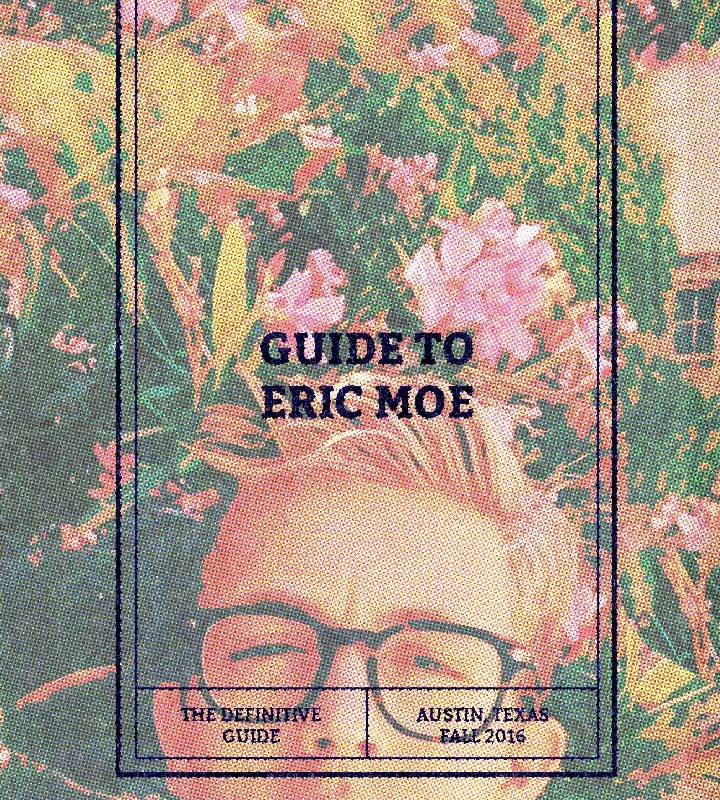 GUIDE TO
ERIC MOE
THE DEFINITIVE
GUIDE
AUSTIN, TEXAS
FALL 2016